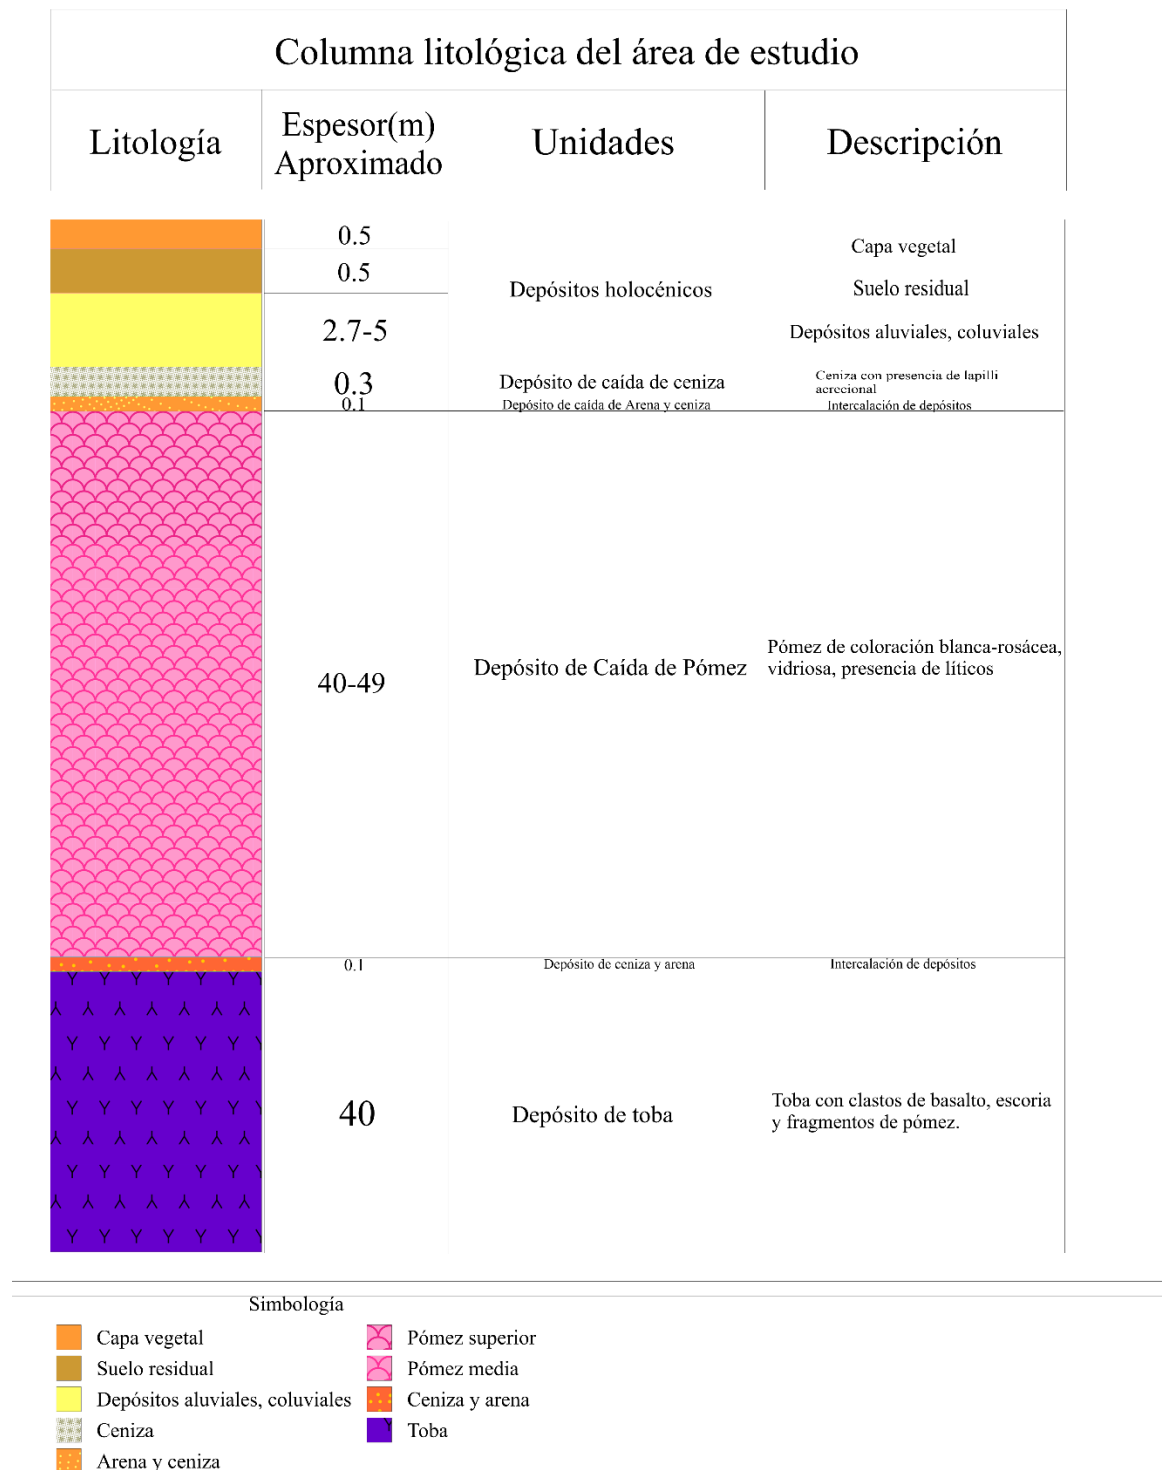 Columna litológica del área de estudio
Litología
Espesor(m)
Aproximado
Unidades
Descripción
0.5
Capa vegetal
0.5
Depósitos holocénicos
Suelo residual
2.7-5
Depósitos aluviales, coluviales
0.3
Depósito de caída de ceniza
Ceniza con presencia de lapilli
acrecional
0.1
Depósito de caída de Arena y ceniza
Intercalación de depósitos
40-49
Depósito de Caída de Pómez
Pómez de coloración blanca-rosácea,
vidriosa, presencia de líticos
0.1
Depósito de ceniza y arena
Intercalación de depósitos
40
Depósito de toba
Toba con clastos de basalto, escoria
y fragmentos de pómez.
Simbología
Capa vegetal
Suelo residual
Depósitos aluviales, coluviales
Ceniza
Arena y ceniza
Pómez superior
Pómez media
Ceniza y arena
Toba